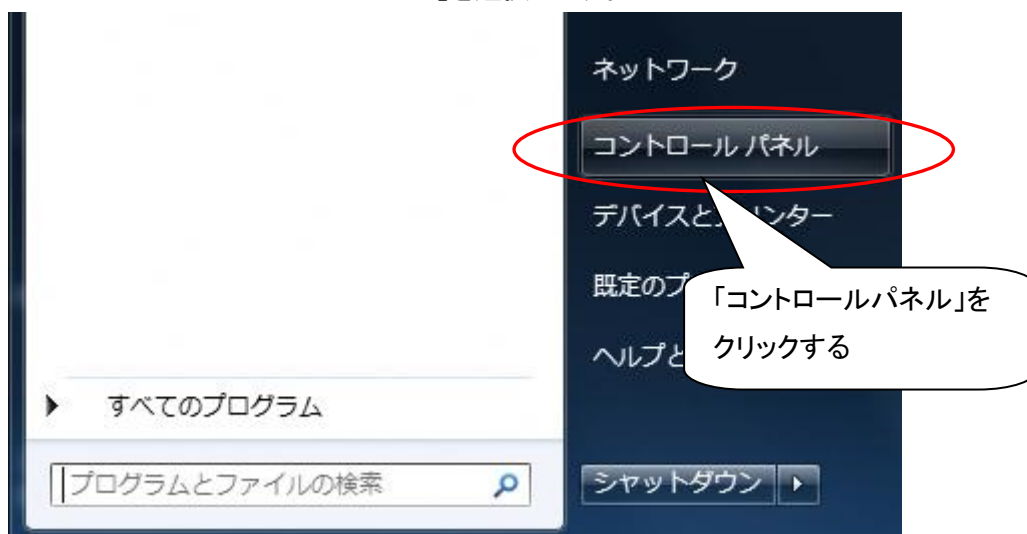 ネットワーク
コントロール パネル
デバイスと
ンター
既定のプ
「コントロールパネル」を
クリックする
ヘルプと
すべてのプログラム
プログラムとファイルの検索
シャットダウン